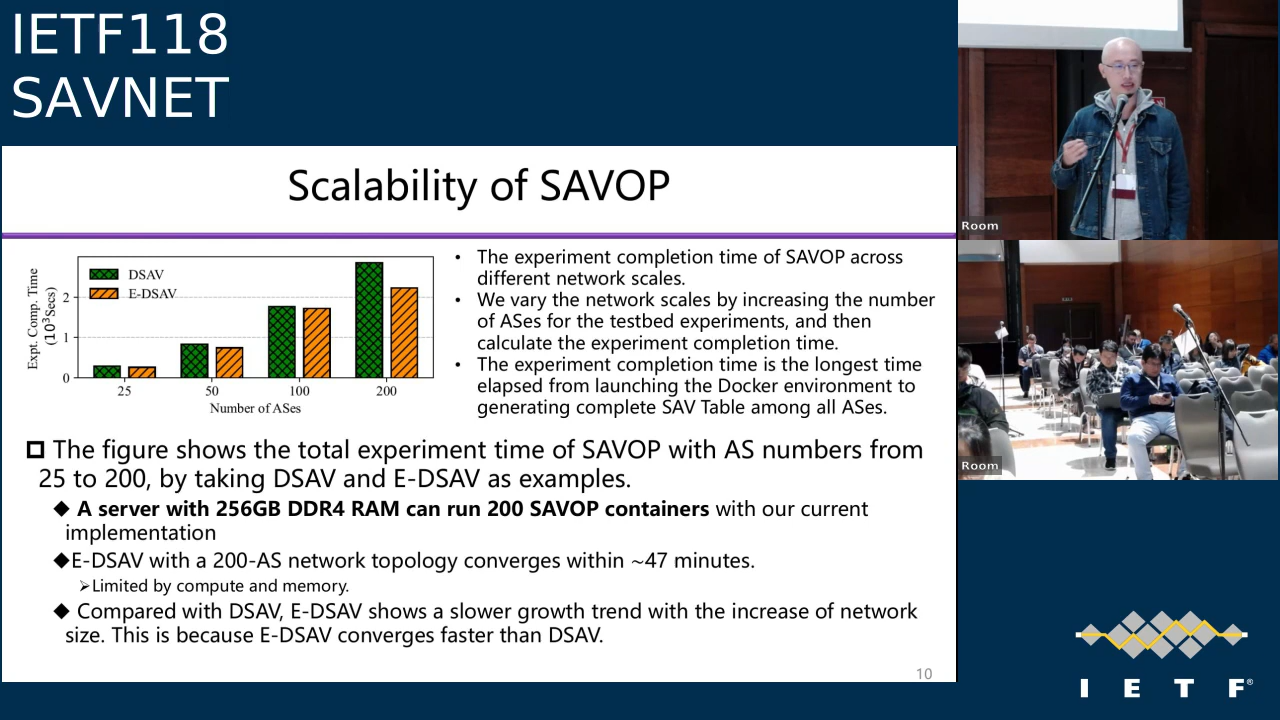 IETF118
SAVNET
Scalability of SAVOP
Expt. Comp. Time
(10³Secs)
DSAV
E-DSAV
2
1
0
25
50
100
200
Number of ASes
• The experiment completion time of SAVOP across
different network scales.
• We vary the network scales by increasing the number
of ASes for the testbed experiments, and then
calculate the experiment completion time.
• The experiment completion time is the longest time
elapsed from launching the Docker environment to
generating complete SAV Table among all ASes.
The figure shows the total experiment time of SAVOP with AS numbers from
25 to 200, by taking DSAV and E-DSAV as examples.
◆ A server with 256GB DDR4 RAM can run 200 SAVOP containers with our current
implementation
◆E-DSAV with a 200-AS network topology converges within ~47 minutes.
➢Limited by compute and memory.
◆ Compared with DSAV, E-DSAV shows a slower growth trend with the increase of network
size. This is because E-DSAV converges faster than DSAV.
10
Room
Room
I E T F®